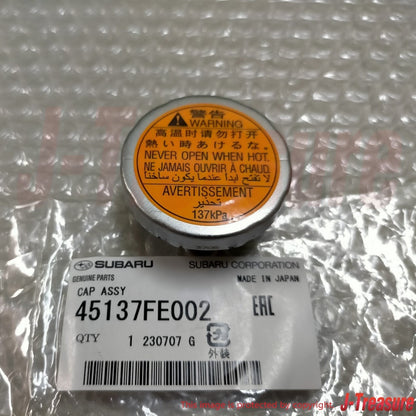 警告
WARNING
高温时请勿打开
熱い時あけるな。
NEVER OPEN WHEN HOT.
NE JAMAIS OUVRIR À CHAUD.
لا تفتح ابداً عندما يكون ساخناً
AVERTISSEMENT
تحذير
137kPa
SUBARU SUBARU CORPORATION
GENUINE PARTS MADE IN JAPAN
CAP ASSY
45137FE002 EAC
QTY 1 230707 G
外装
J-Treasure